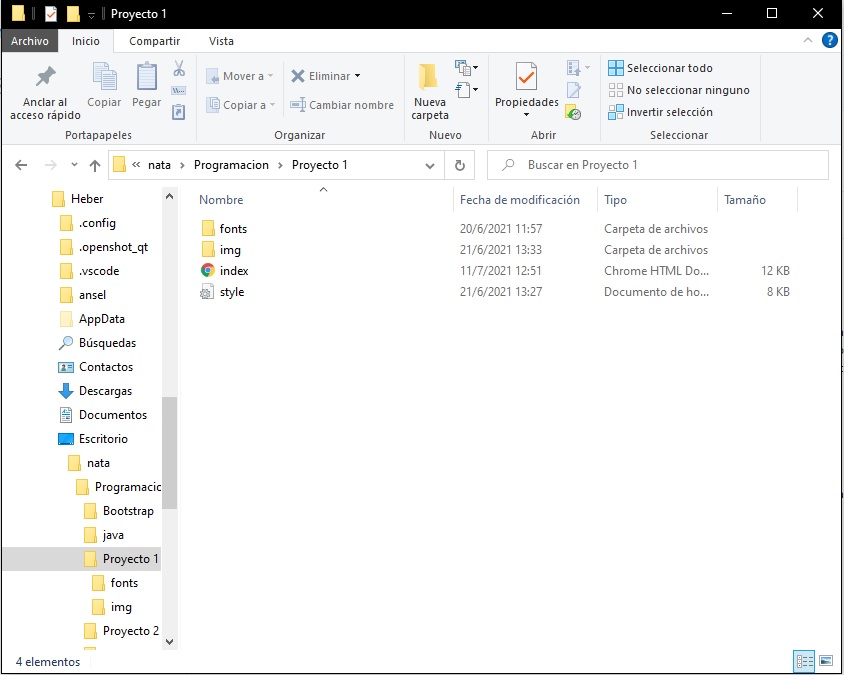 Proyecto 1
Archivo Inicio Compartir Vista
Anclar al acceso rápido
Copiar
Pegar
Portapapeles
Mover a
Copiar a
Eliminar
Cambiar nombre
Organizar
Nueva carpeta
Nuevo
Propiedades
Abrir
Seleccionar todo
No seleccionar ninguno
Invertir selección
Seleccionar
« nata > Programacion > Proyecto 1
Buscar en Proyecto 1
Heber
.config
.openshot_qt
.vscode
ansel
AppData
Búsquedas
Contactos
Descargas
Documentos
Escritorio
nata
Programacic
Bootstrap
java
Proyecto 1
fonts
img
Proyecto 2
Nombre Fecha de modificación Tipo Tamaño
fonts 20/6/2021 11:57 Carpeta de archivos
img 21/6/2021 13:33 Carpeta de archivos
index 11/7/2021 12:51 Chrome HTML Do... 12 KB
style 21/6/2021 13:27 Documento de ho... 8 KB
4 elementos